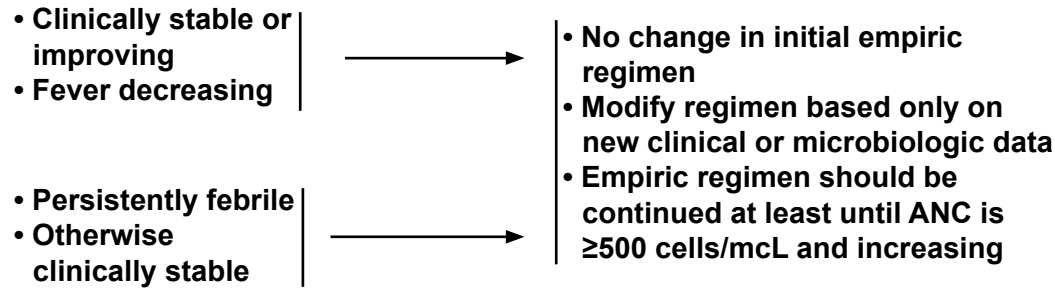 • Clinically stable or
improving
• Fever decreasing
• No change in initial empiric
regimen
• Modify regimen based only on
new clinical or microbiologic data
• Empiric regimen should be
continued at least until ANC is
≥500 cells/mcL and increasing
• Persistently febrile
• Otherwise
clinically stable